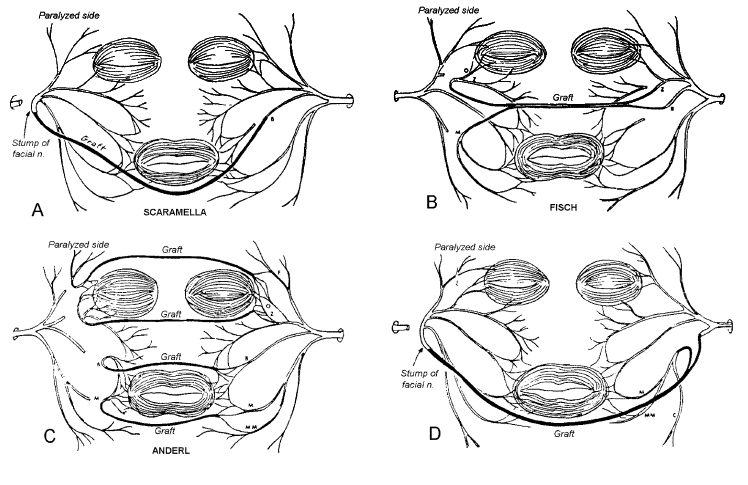 Paralyzed side
Graft
B
Stump of
facial n.
A
SCARAMELLA
Paralyzed side
O
Z
Graft
Z
B
M
B
FISCH
Paralyzed side
Graft
F
O
Z
Graft
Graft
B
B
M
M
M M
Graft
C
ANDERL
Paralyzed side
Stump of
facial n.
M
M M
C
Graft
D